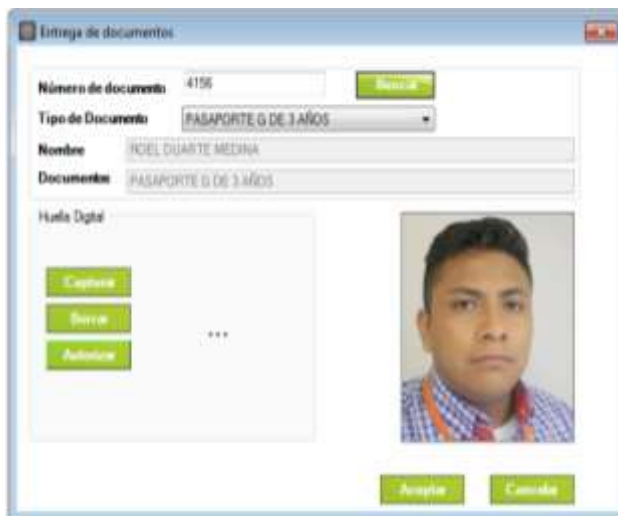 Entrega de documentos
Número de documento 4156 Buscar
Tipo de Documento PASAPORTE G DE 3 AÑOS
Nombre ROEL DUARTE MEDINA
Documentos PASAPORTE G DE 3 AÑOS
Huella Digital
Capturar
Borrar
Autorizar
...
Aceptar Cancelar